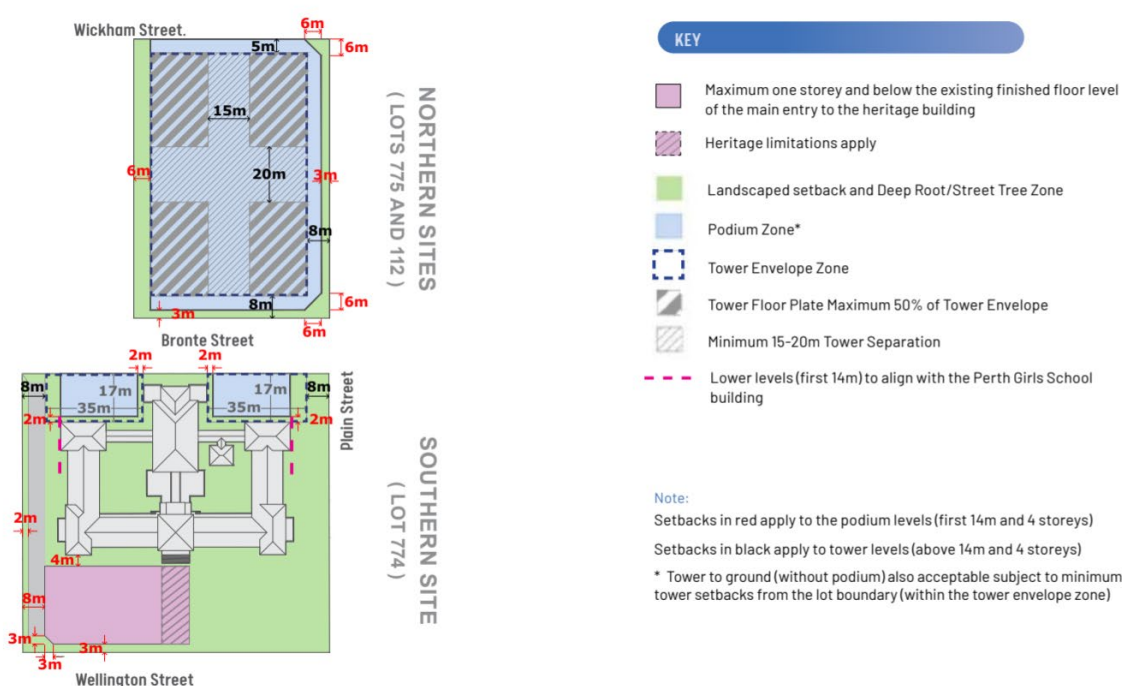 Wickham Street.
6m
5m
6m
15m
6m
20m
3m
8m
8m
6m
3m
6m
Bronte Street
NORTHERN SITES
( LOTS 775 AND 112 )
2m
2m
8m
17m
17m
8m
35m
35m
2m
2m
Plain Street
2m
4m
8m
3m
3m
3m
Wellington Street
SOUTHERN SITE
( LOT 774 )
KEY
Maximum one storey and below the existing finished floor level
of the main entry to the heritage building
Heritage limitations apply
Landscaped setback and Deep Root/Street Tree Zone
Podium Zone*
Tower Envelope Zone
Tower Floor Plate Maximum 50% of Tower Envelope
Minimum 15-20m Tower Separation
Lower levels (first 14m) to align with the Perth Girls School
building
Note:
Setbacks in red apply to the podium levels (first 14m and 4 storeys)
Setbacks in black apply to tower levels (above 14m and 4 storeys)
* Tower to ground (without podium) also acceptable subject to minimum
tower setbacks from the lot boundary (within the tower envelope zone)